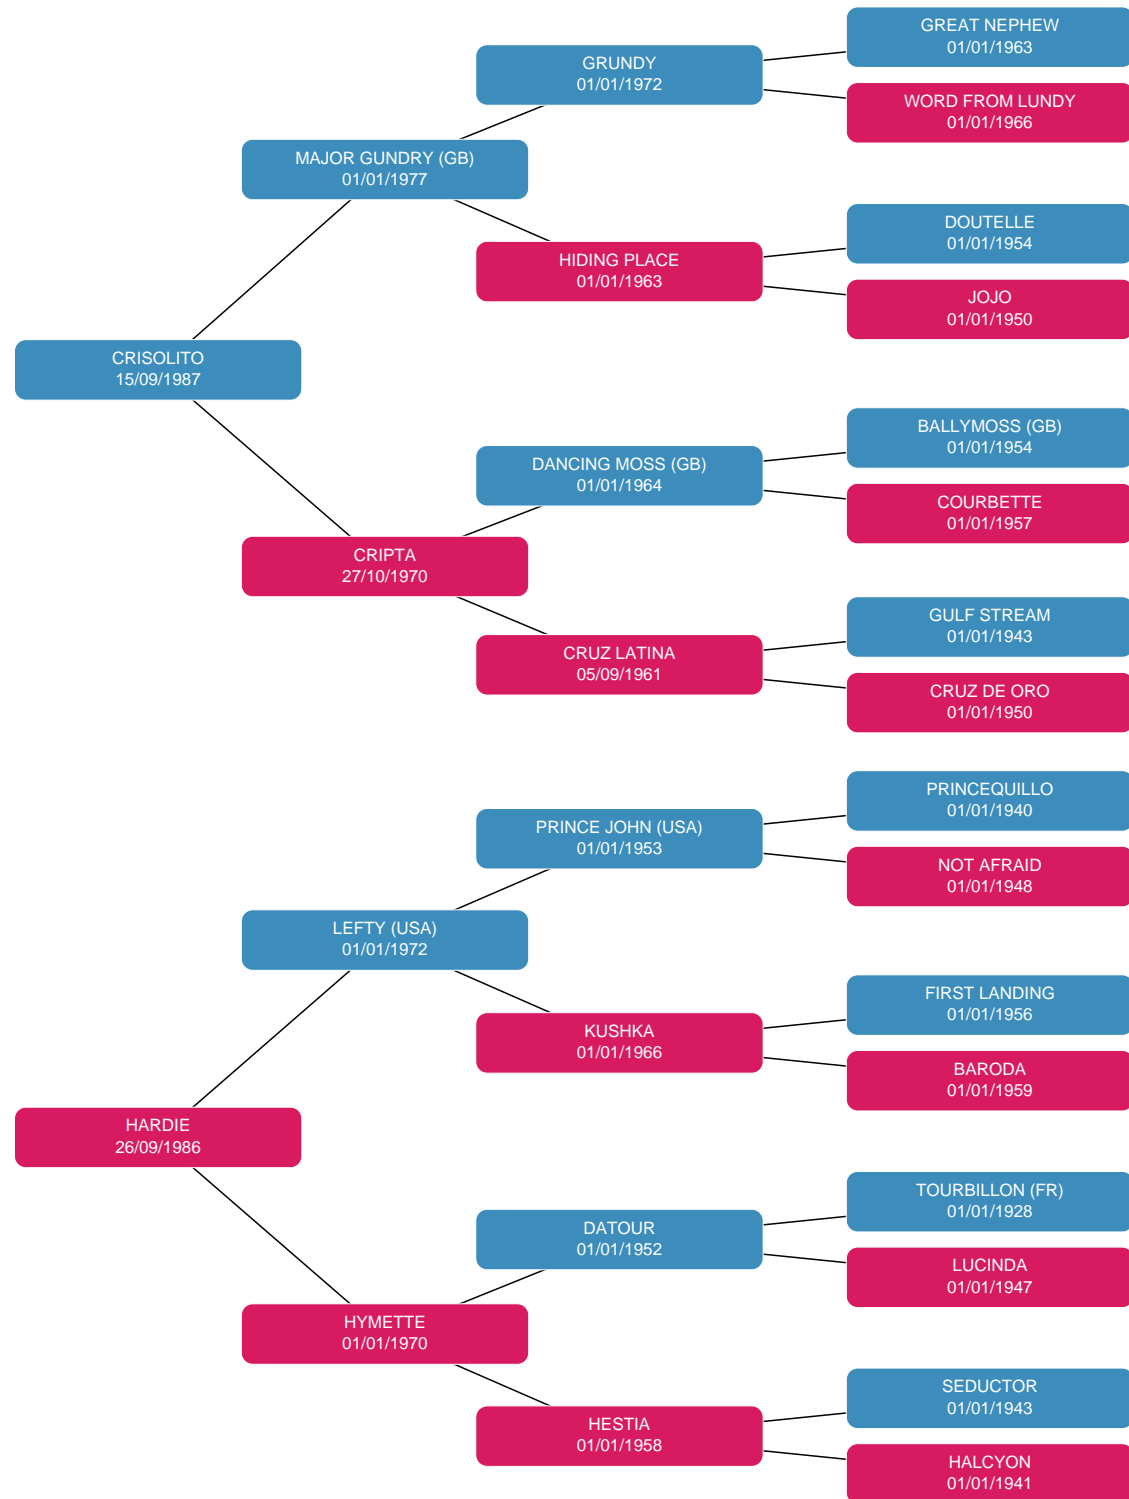 GREAT NEPHEW
01/01/1963
GRUNDY
01/01/1972
WORD FROM LUNDY
01/01/1966
MAJOR GUNDRY (GB)
01/01/1977
DOUTELLE
01/01/1954
HIDING PLACE
01/01/1963
JOJO
01/01/1950
CRISOLITO
15/09/1987
BALLYMOSS (GB)
01/01/1954
DANCING MOSS (GB)
01/01/1964
COURBETTE
01/01/1957
CRIPTA
27/10/1970
GULF STREAM
01/01/1943
CRUZ LATINA
05/09/1961
CRUZ DE ORO
01/01/1950
PRINCEQUILLO
01/01/1940
PRINCE JOHN (USA)
01/01/1953
NOT AFRAID
01/01/1948
LEFTY (USA)
01/01/1972
FIRST LANDING
01/01/1956
KUSHKA
01/01/1966
BARODA
01/01/1959
HARDIE
26/09/1986
TOURBILLON (FR)
01/01/1928
DATOUR
01/01/1952
LUCINDA
01/01/1947
HYMETTE
01/01/1970
SEDUCTOR
01/01/1943
HESTIA
01/01/1958
HALCYON
01/01/1941